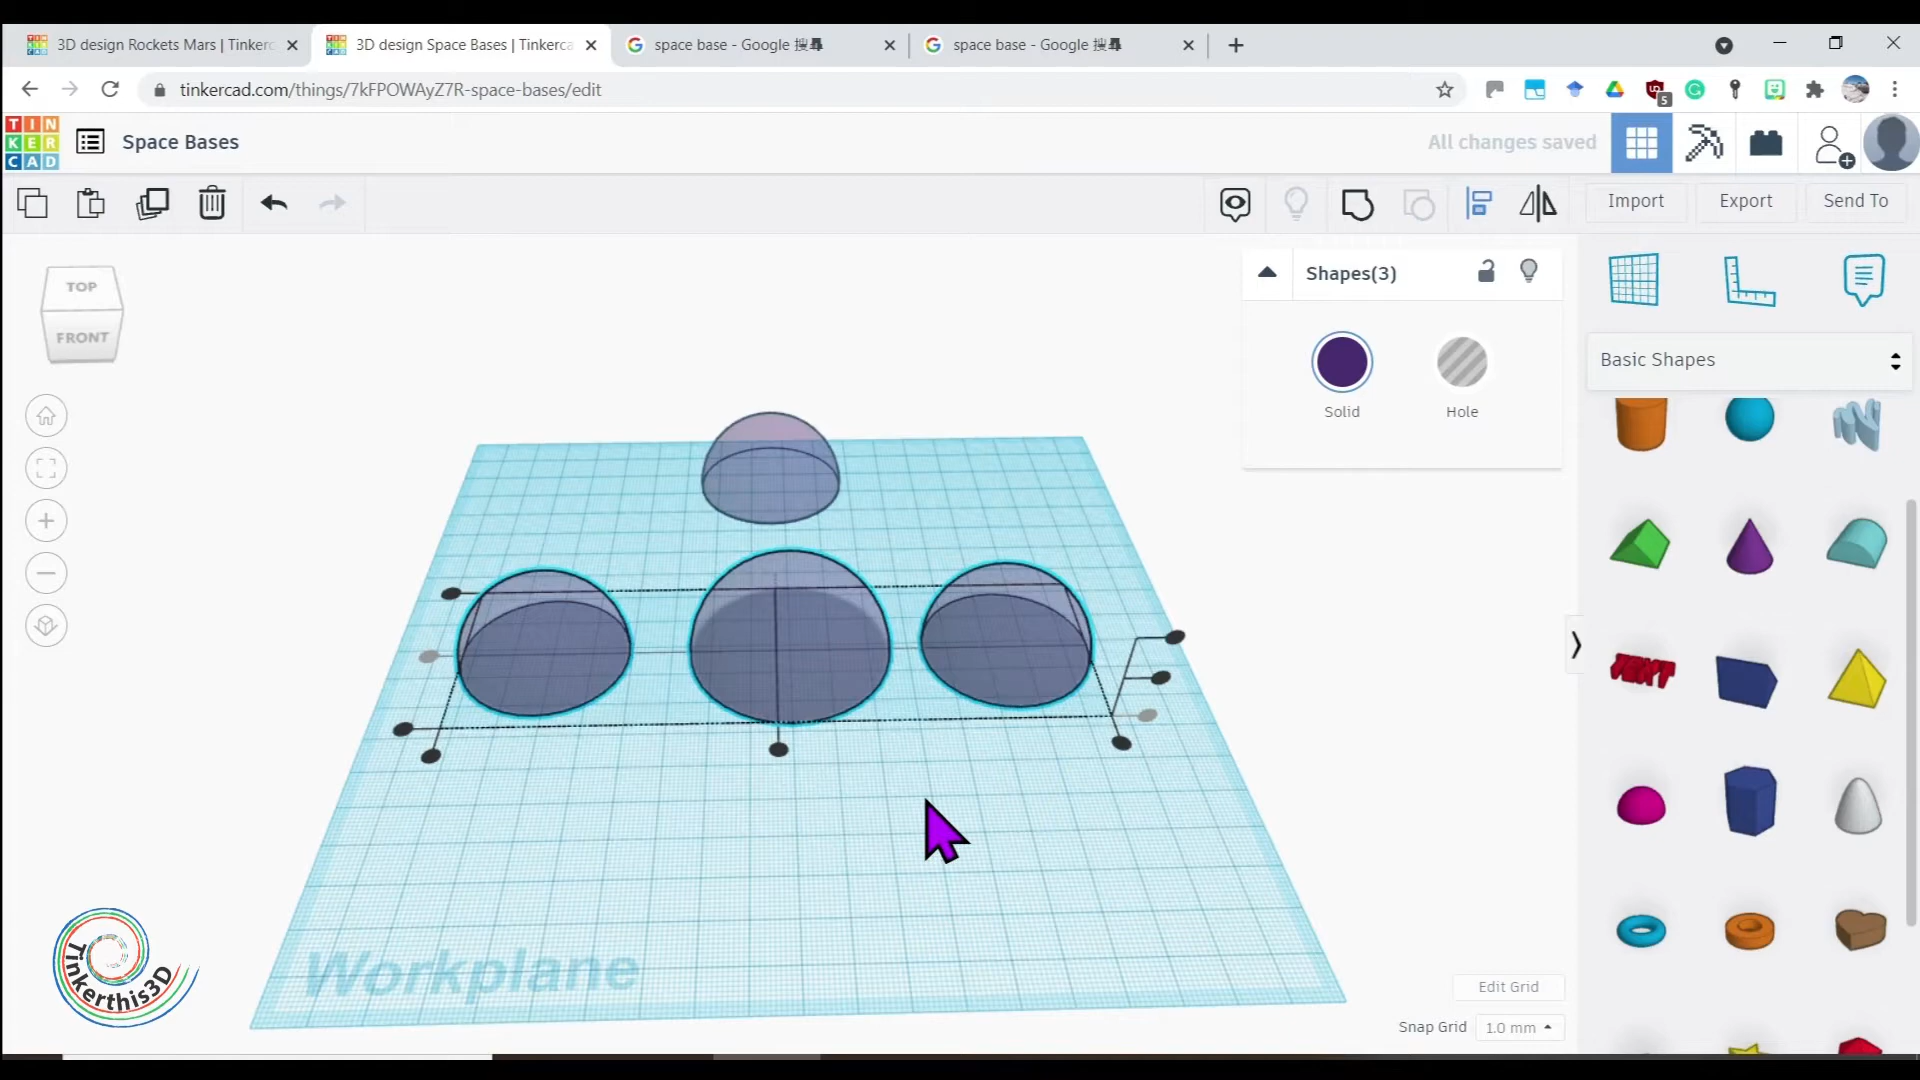 3D design Rockets Mars | Tinkerc
3D design Space Bases | Tinkerca
space base - Google 搜尋
space base - Google 搜尋
tinkercad.com/things/7kFPOWAyZ7R-space-bases/edit
5
TIN
KER
CAD
Space Bases
All changes saved
Import
Export
Send To
TOP
FRONT
Shapes(3)
Solid
Hole
Basic Shapes
TEXT
Workplane
Tinkerthis3D
Edit Grid
Snap Grid
1.0 mm